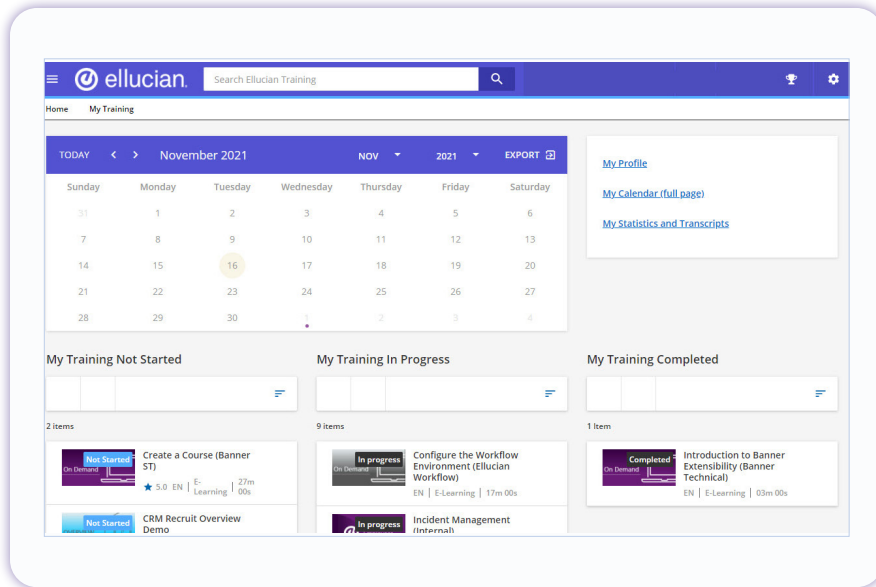 ellucian.
Search Ellucian Training
Home My Training
TODAY November 2021 NOV 2021 EXPORT
Sunday Monday Tuesday Wednesday Thursday Friday Saturday
31 1 2 3 4 5 6
7 8 9 10 11 12 13
14 15 16 17 18 19 20
21 22 23 24 25 26 27
28 29 30 1 2 3 4
My Profile
My Calendar (full page)
My Statistics and Transcripts
My Training Not Started
2 items
Not Started
On Demand
Create a Course (Banner
ST)
5.0 EN | E-
Learning | 27m
00s
Not Started
CRM Recruit Overview
Demo
My Training In Progress
9 items
In progress
On Demand
Configure the Workflow
Environment (Ellucian
Workflow)
EN | E-Learning | 17m 00s
In progress
Incident Management
(Internal)
My Training Completed
1 Item
Completed
On Demand
Introduction to Banner
Extensibility (Banner
Technical)
EN | E-Learning | 03m 00s